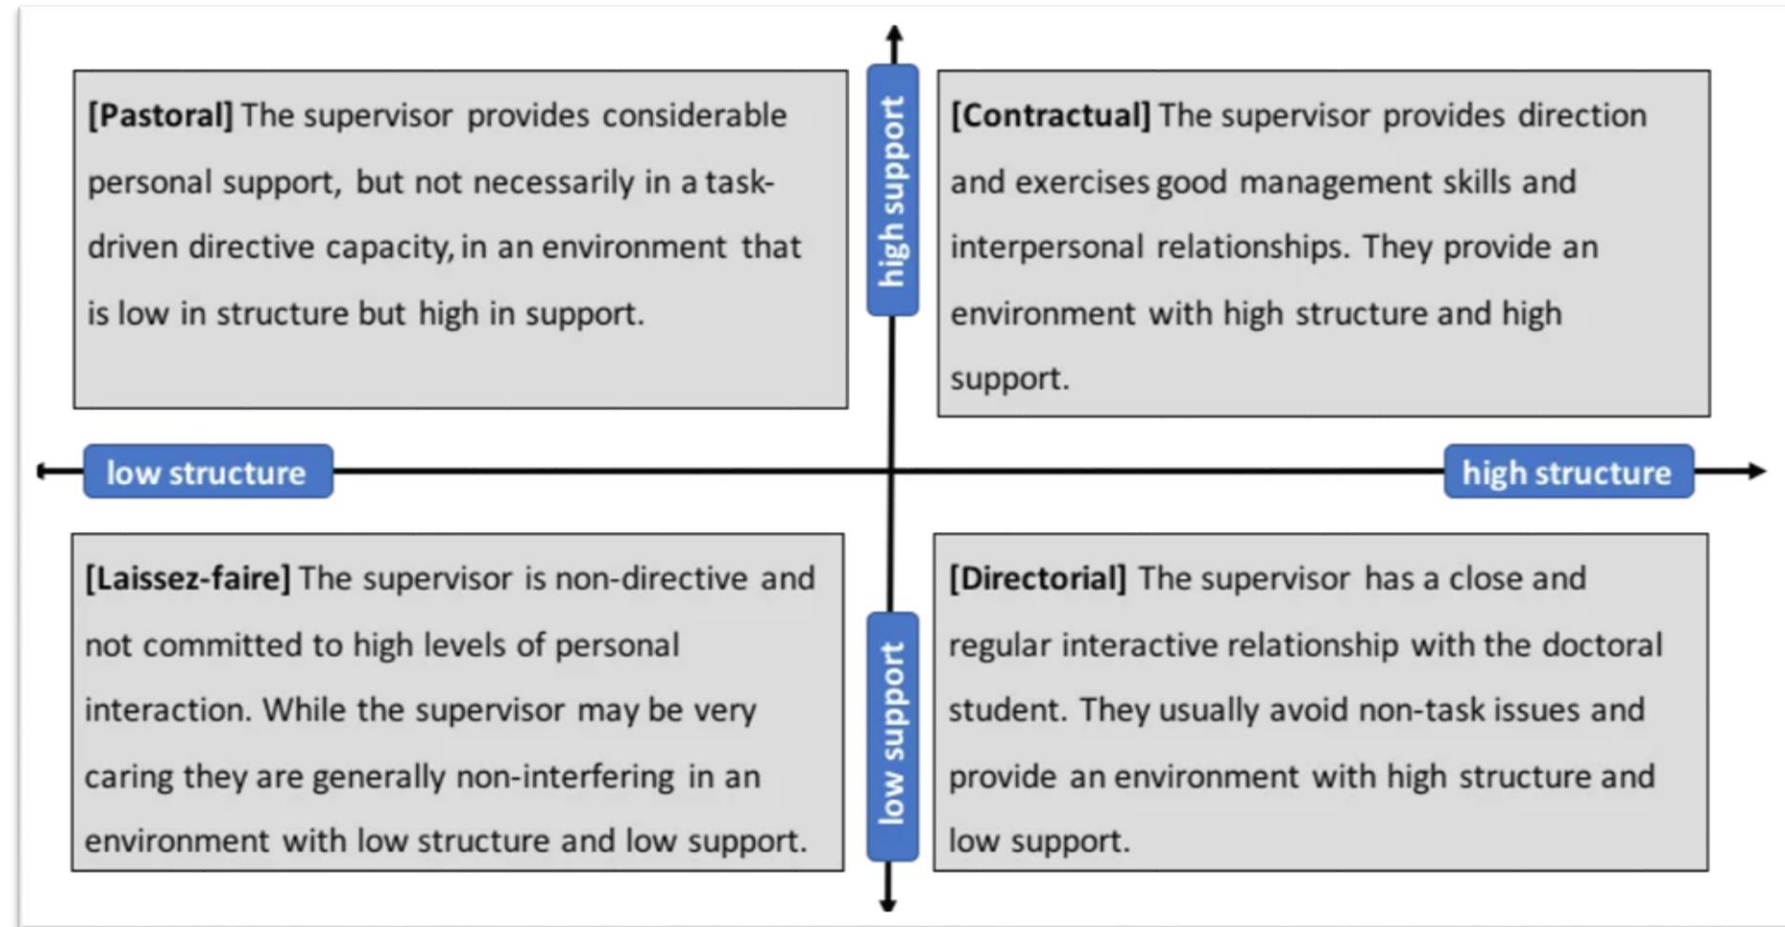 [Pastoral] The supervisor provides considerable
personal support, but not necessarily in a task-
driven directive capacity, in an environment that
is low in structure but high in support.
high support
[Contractual] The supervisor provides direction
and exercises good management skills and
interpersonal relationships. They provide an
environment with high structure and high
support.
low structure
high structure
[Laissez-faire] The supervisor is non-directive and
not committed to high levels of personal
interaction. While the supervisor may be very
caring they are generally non-interfering in an
environment with low structure and low support.
low support
[Directorial] The supervisor has a close and
regular interactive relationship with the doctoral
student. They usually avoid non-task issues and
provide an environment with high structure and
low support.